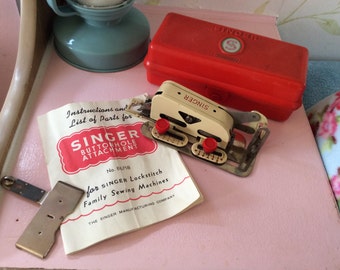 Instructions and
List of Parts for
SINGER
BUTTONHOLE
ATTACHMENT
for SINGER Lockstitch
Family Sewing Machines
THE SINGER MANUFACTURING COMPANY
SINGER